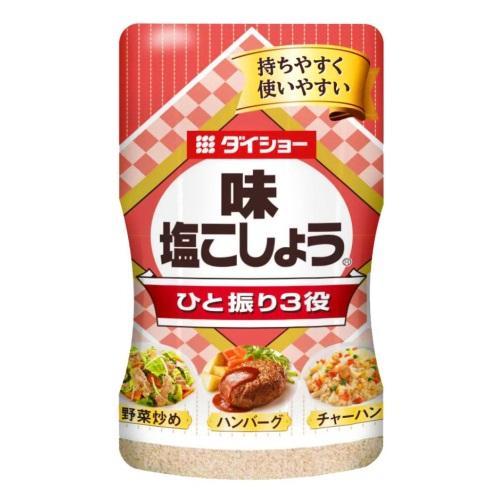 持ちやすく
使いやすい
ダイショー
味
塩こしょう®
ひと振り3役
野菜炒め
ハンバーグ
チャーハン